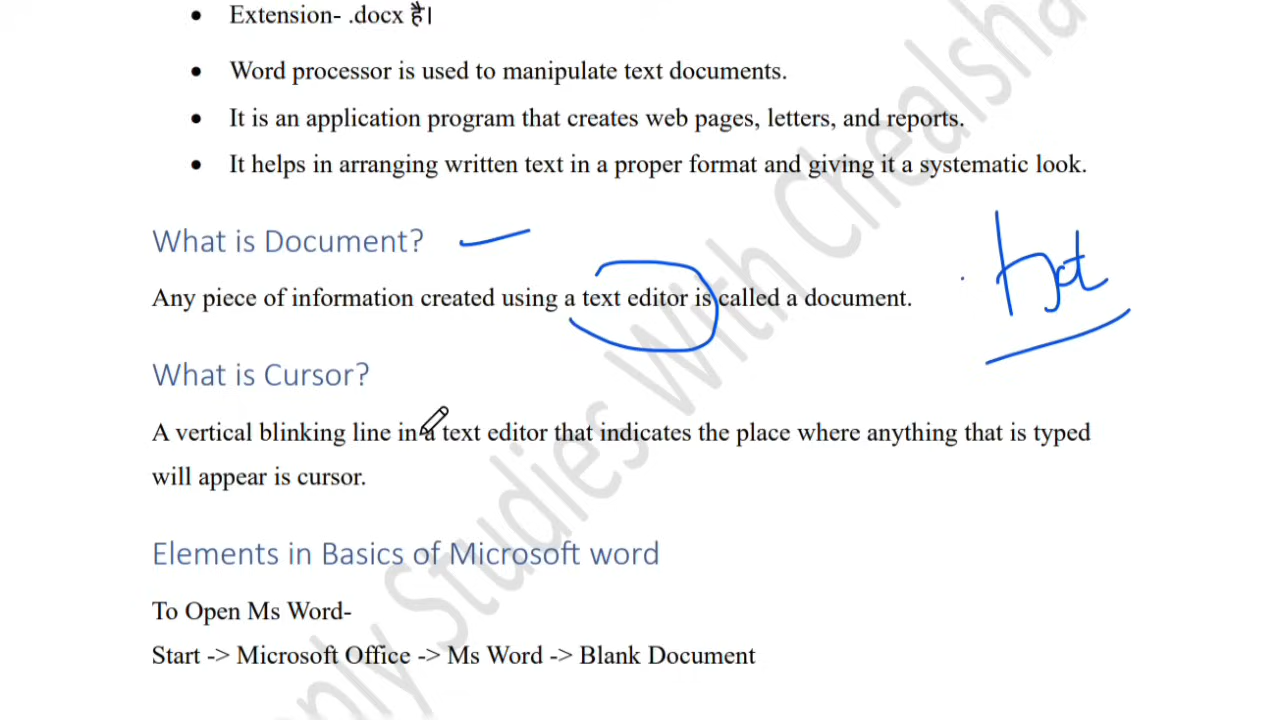 Extension- .docx है।
Word processor is used to manipulate text documents.
It is an application program that creates web pages, letters, and reports.
It helps in arranging written text in a proper format and giving it a systematic look.
What is Document?
Any piece of information created using a text editor is called a document.
What is Cursor?
A vertical blinking line in a text editor that indicates the place where anything that is typed
will appear is cursor.
Elements in Basics of Microsoft word
To Open Ms Word-
Start -> Microsoft Office -> Ms Word -> Blank Document
only Studies With